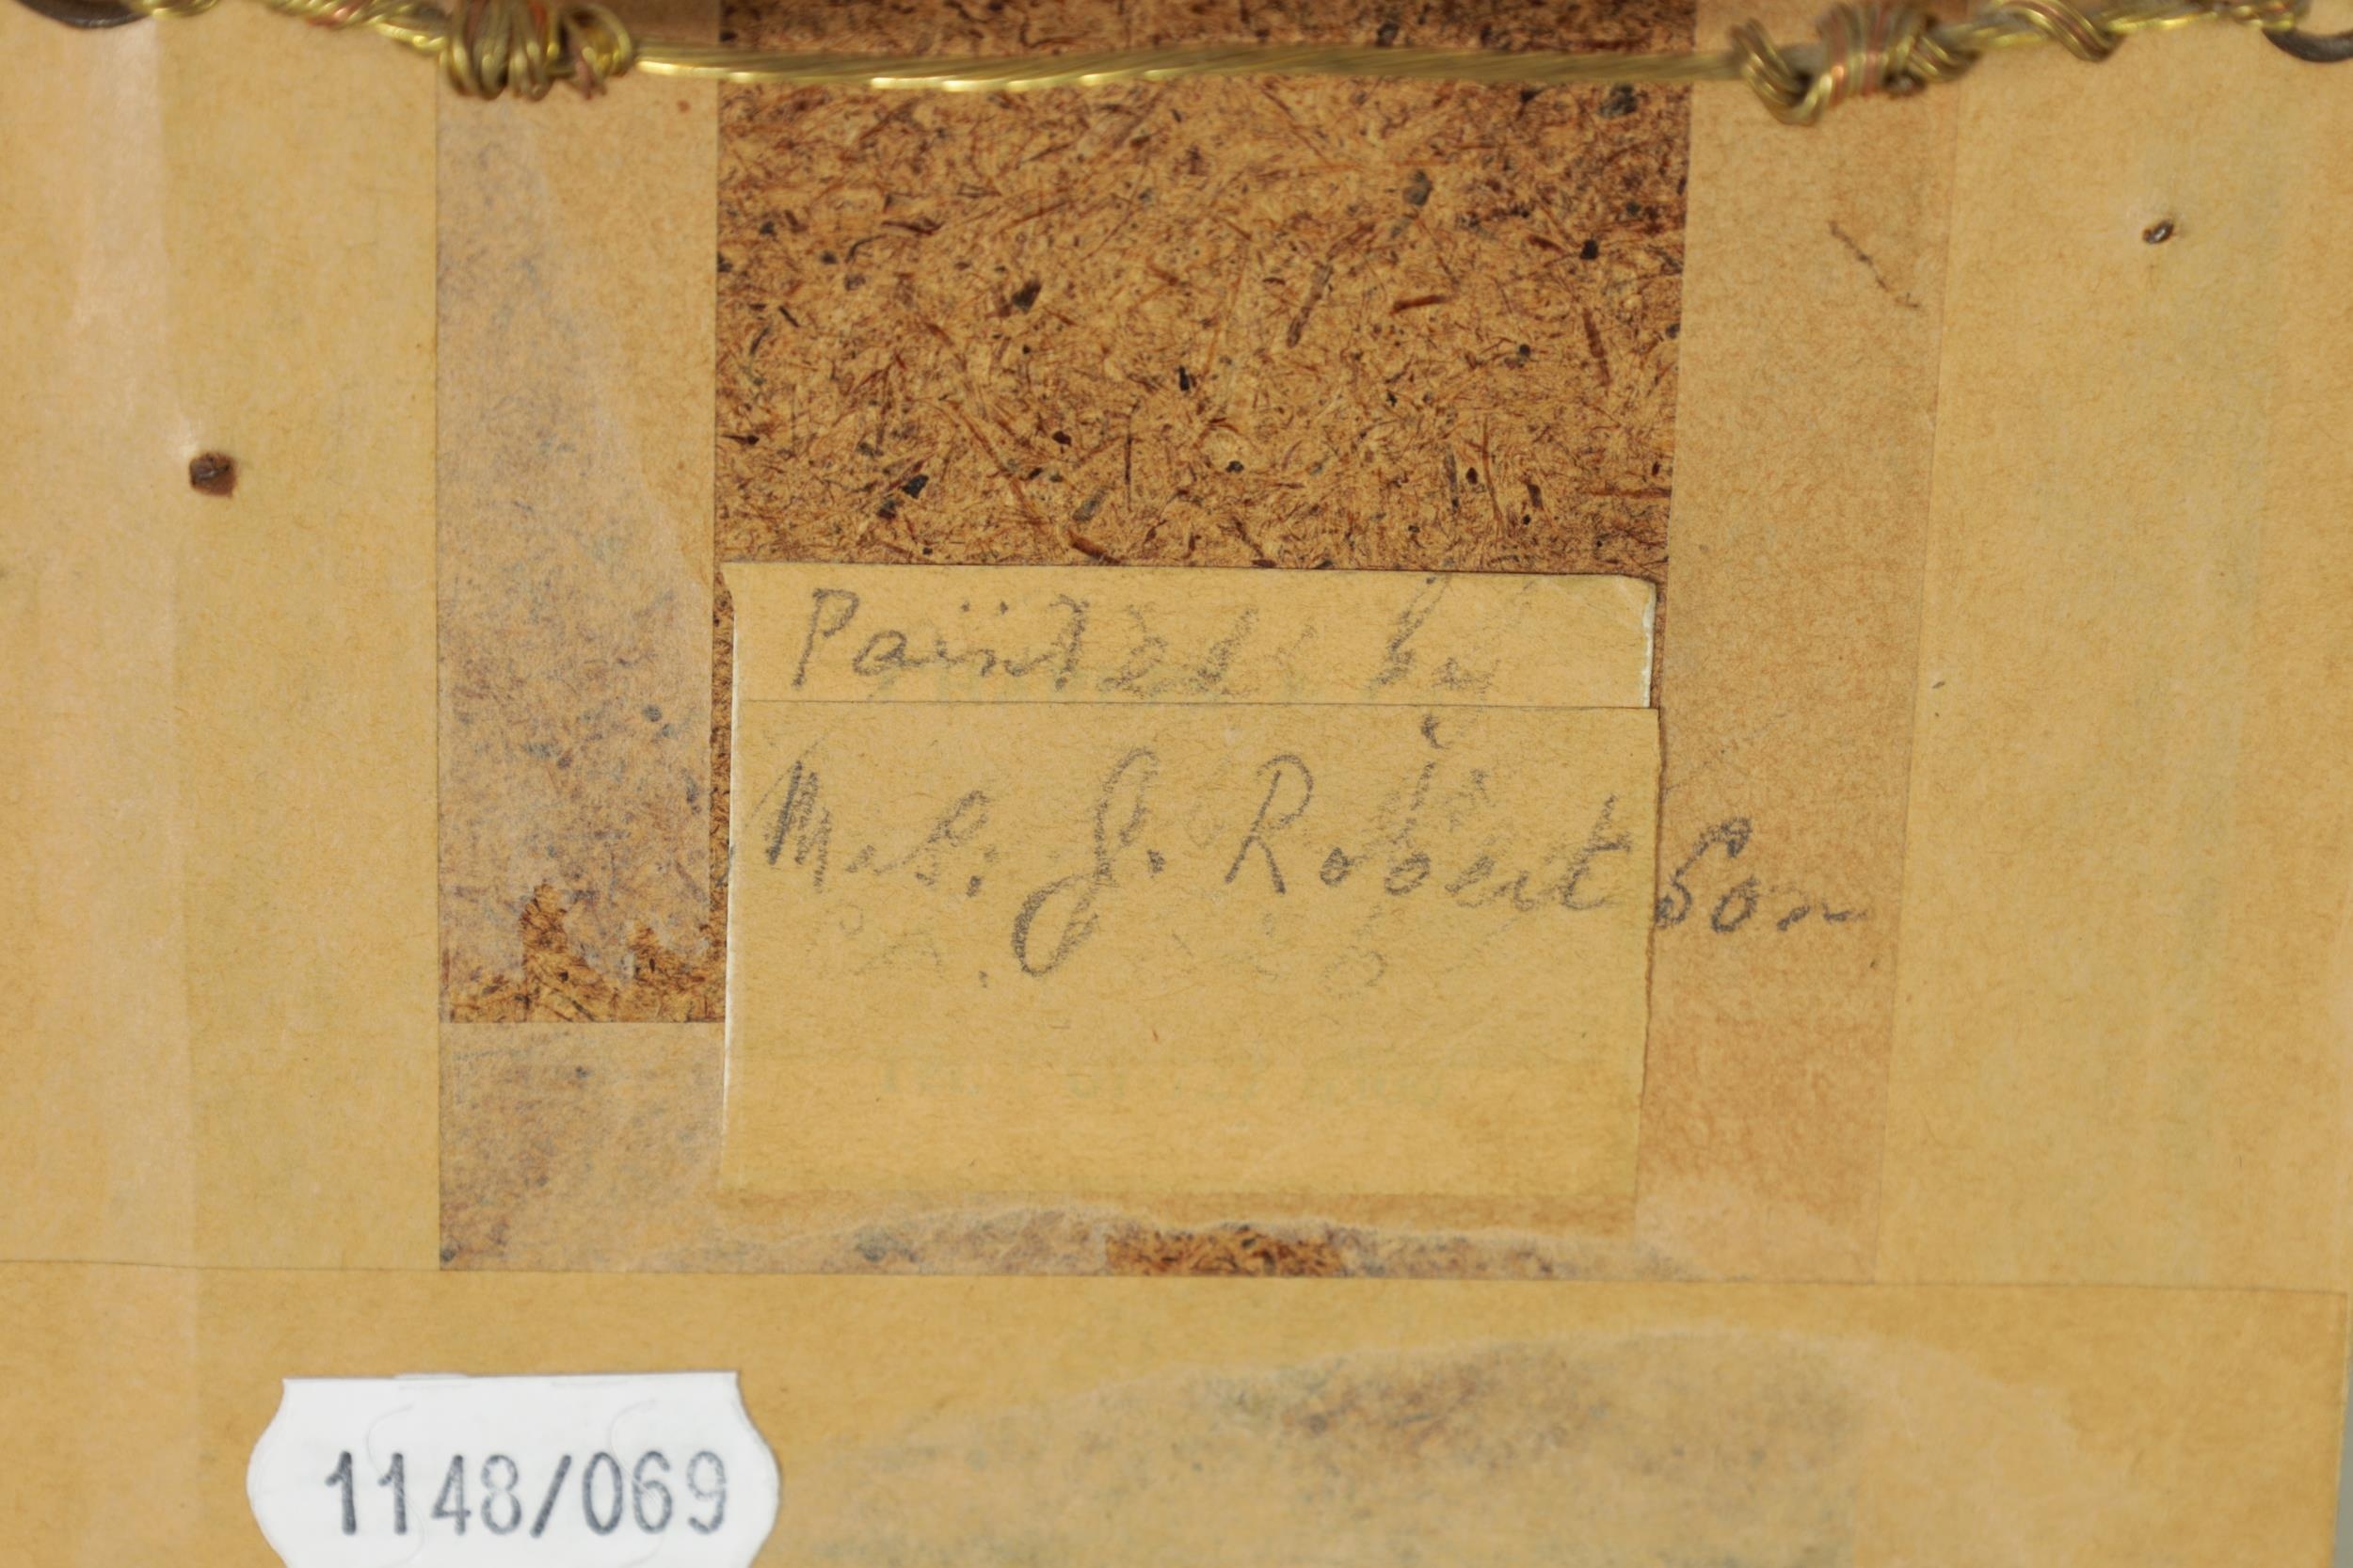 Painted by
Mrs. J. Robertson
1148/069